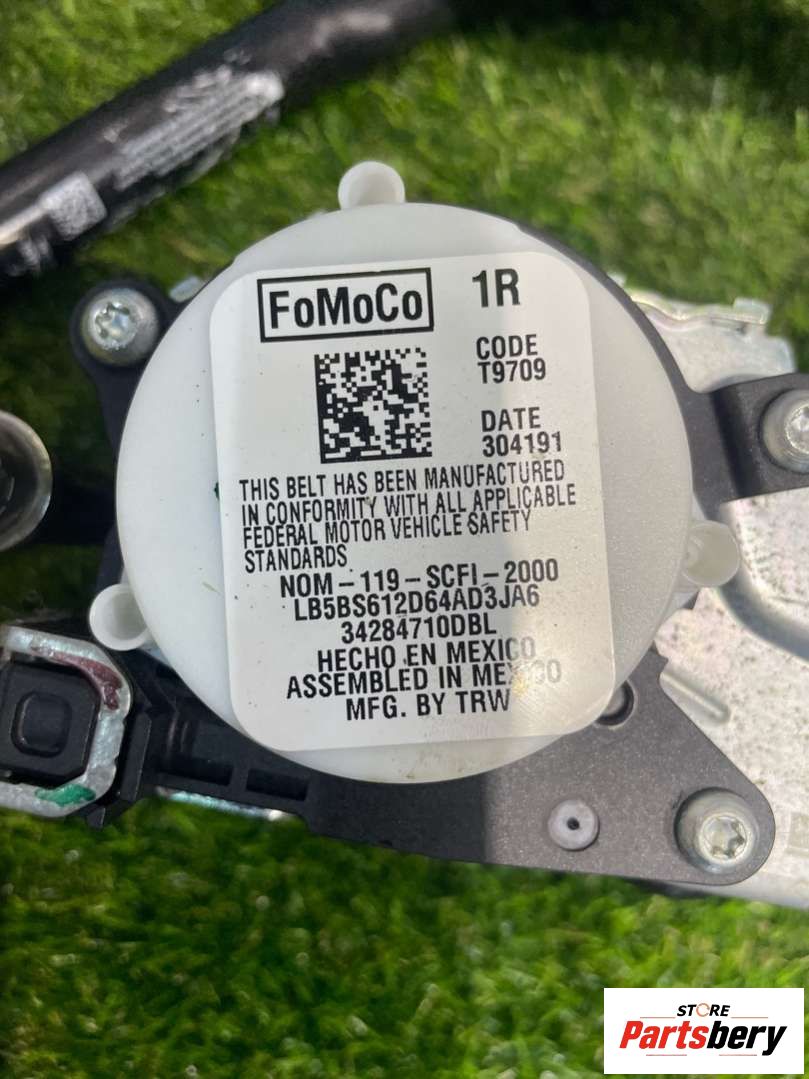 FoMoCo 1R
CODE
T9709
DATE
304191
THIS BELT HAS BEEN MANUFACTURED
IN CONFORMITY WITH ALL APPLICABLE
FEDERAL MOTOR VEHICLE SAFETY
STANDARDS
NOM-119-SCFI-2000
LB5BS612D64AD3JA6
34284710DBL
HECHO EN MEXICO
ASSEMBLED IN MEXICO
MFG. BY TRW
STORE
Partsbery